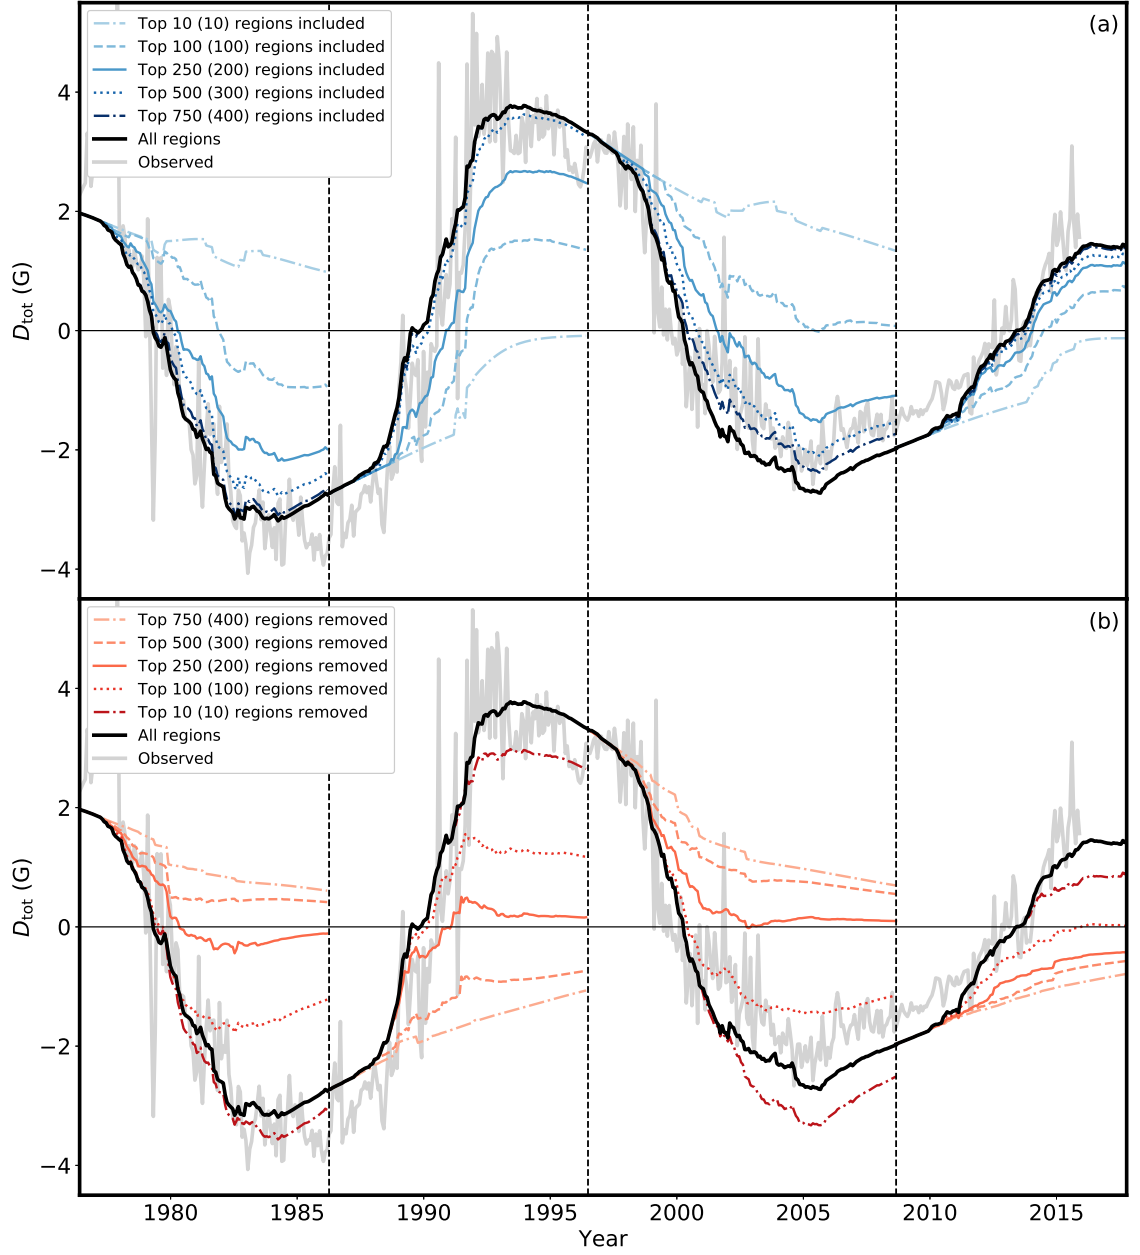 (a)
Top 10 (10) regions included
Top 100 (100) regions included
Top 250 (200) regions included
Top 500 (300) regions included
Top 750 (400) regions included
All regions
Observed
4
2
0
−2
−4
D_tot (G)
(b)
Top 750 (400) regions removed
Top 500 (300) regions removed
Top 250 (200) regions removed
Top 100 (100) regions removed
Top 10 (10) regions removed
All regions
Observed
4
2
0
−2
−4
D_tot (G)
1980 1985 1990 1995 2000 2005 2010 2015
Year